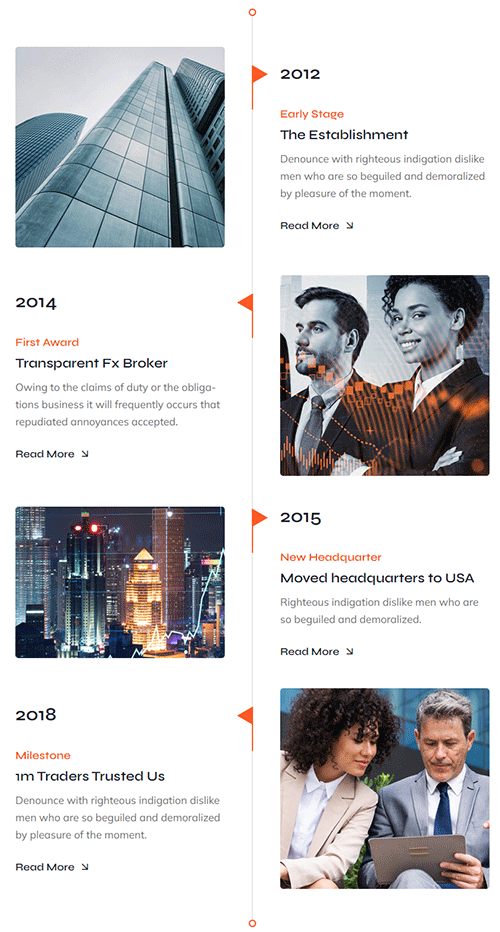 2012
Early Stage
The Establishment
Denounce with righteous indigation dislike
men who are so beguiled and demoralized
by pleasure of the moment.
Read More
2014
First Award
Transparent Fx Broker
Owing to the claims of duty or the obliga-
tions business it will frequently occurs that
repudiated annoyances accepted.
Read More
2015
New Headquarter
Moved headquarters to USA
Righteous indigation dislike men who are
so beguiled and demoralized.
Read More
2018
Milestone
1m Traders Trusted Us
Denounce with righteous indigation dislike
men who are so beguiled and demoralized
by pleasure of the moment.
Read More